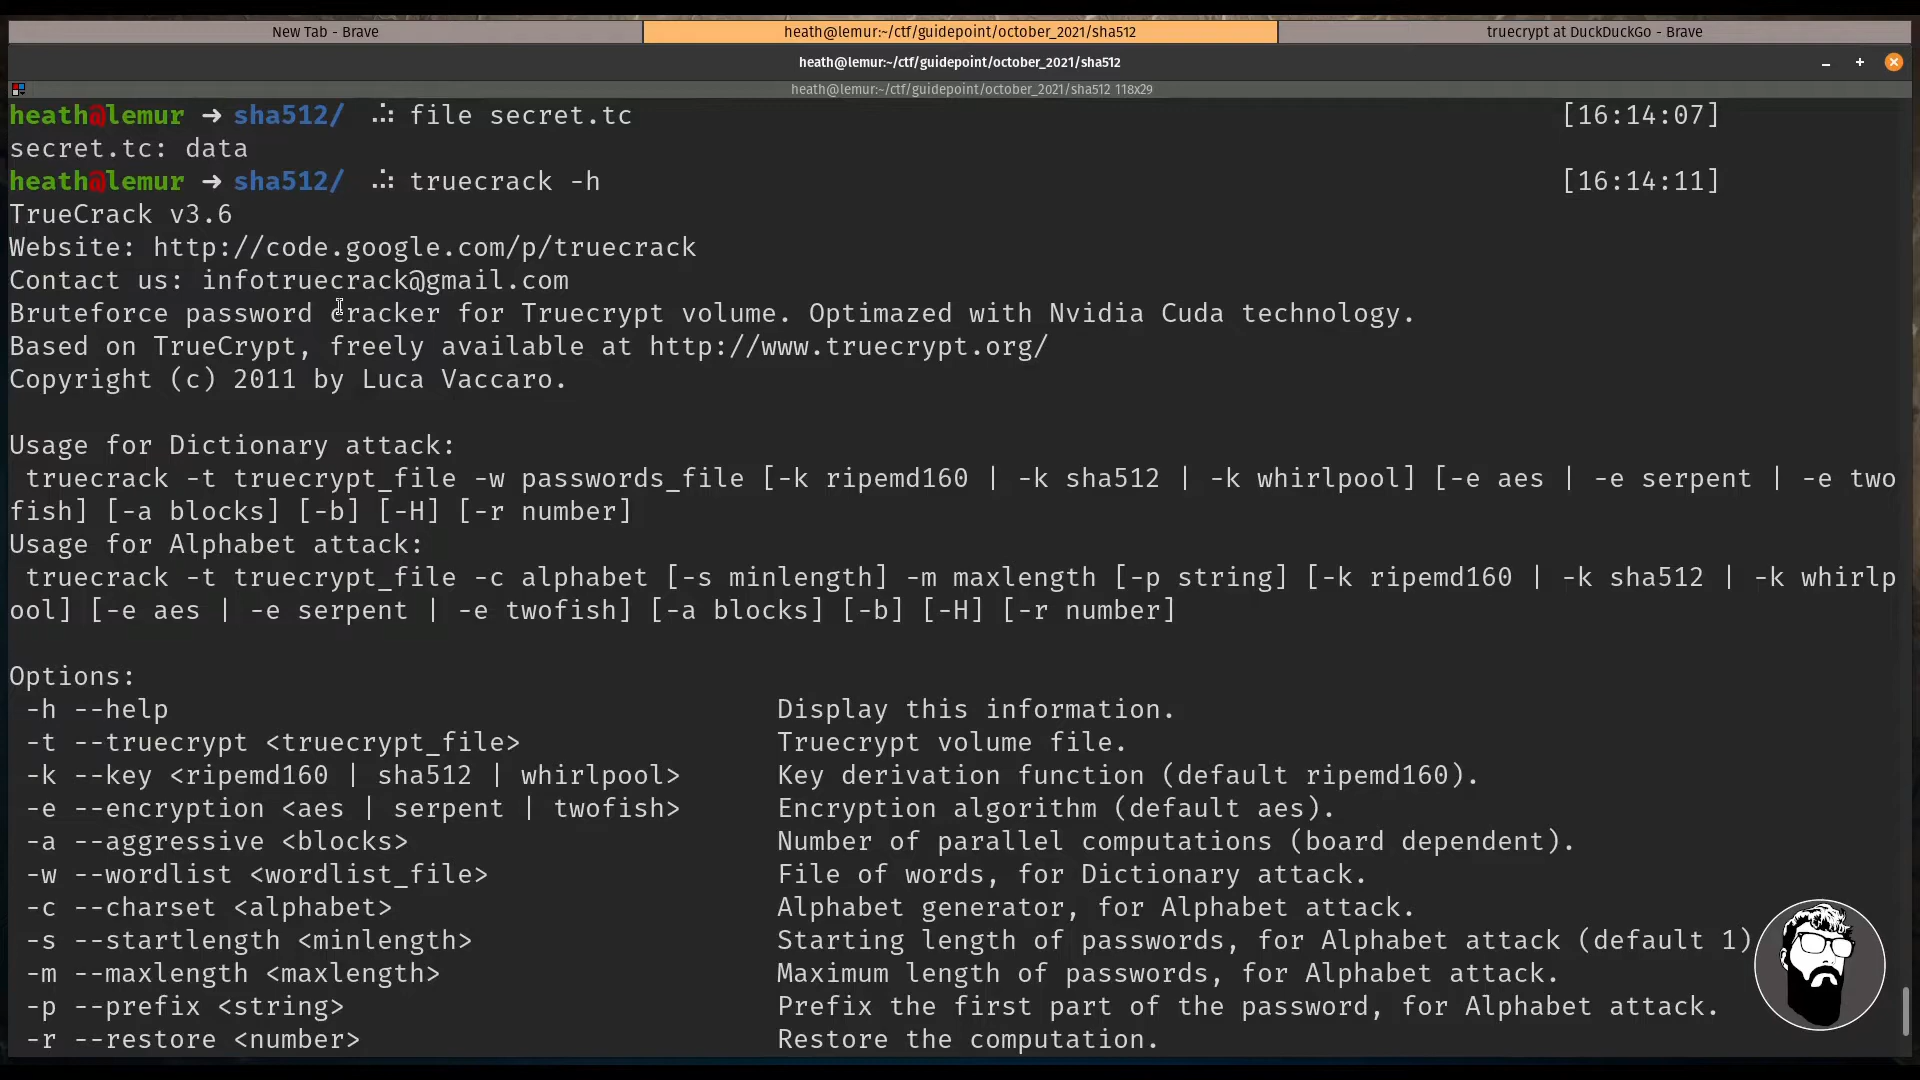 New Tab - Brave
heath@lemur:~/ctf/guidepoint/october_2021/sha512
truecrypt at DuckDuckGo - Brave
heath@lemur:~/ctf/guidepoint/october_2021/sha512
heath@lemur:~/ctf/guidepoint/october_2021/sha512 118x29
heath@lemur → sha512/ .:: file secret.tc [16:14:07]
secret.tc: data
heath@lemur → sha512/ .:: truecrack -h [16:14:11]
TrueCrack v3.6
Website: http://code.google.com/p/truecrack
Contact us: infotruecrack@gmail.com
Bruteforce password cracker for Truecrypt volume. Optimazed with Nvidia Cuda technology.
Based on TrueCrypt, freely available at http://www.truecrypt.org/
Copyright (c) 2011 by Luca Vaccaro.
Usage for Dictionary attack:
truecrack -t truecrypt_file -w passwords_file [-k ripemd160 | -k sha512 | -k whirlpool] [-e aes | -e serpent | -e two
fish] [-a blocks] [-b] [-H] [-r number]
Usage for Alphabet attack:
truecrack -t truecrypt_file -c alphabet [-s minlength] -m maxlength [-p string] [-k ripemd160 | -k sha512 | -k whirlp
ool] [-e aes | -e serpent | -e twofish] [-a blocks] [-b] [-H] [-r number]
Options:
-h --help Display this information.
-t --truecrypt <truecrypt_file> Truecrypt volume file.
-k --key <ripemd160 | sha512 | whirlpool> Key derivation function (default ripemd160).
-e --encryption <aes | serpent | twofish> Encryption algorithm (default aes).
-a --aggressive <blocks> Number of parallel computations (board dependent).
-w --wordlist <wordlist_file> File of words, for Dictionary attack.
-c --charset <alphabet> Alphabet generator, for Alphabet attack.
-s --startlength <minlength> Starting length of passwords, for Alphabet attack (default 1)
-m --maxlength <maxlength> Maximum length of passwords, for Alphabet attack.
-p --prefix <string> Prefix the first part of the password, for Alphabet attack.
-r --restore <number> Restore the computation.